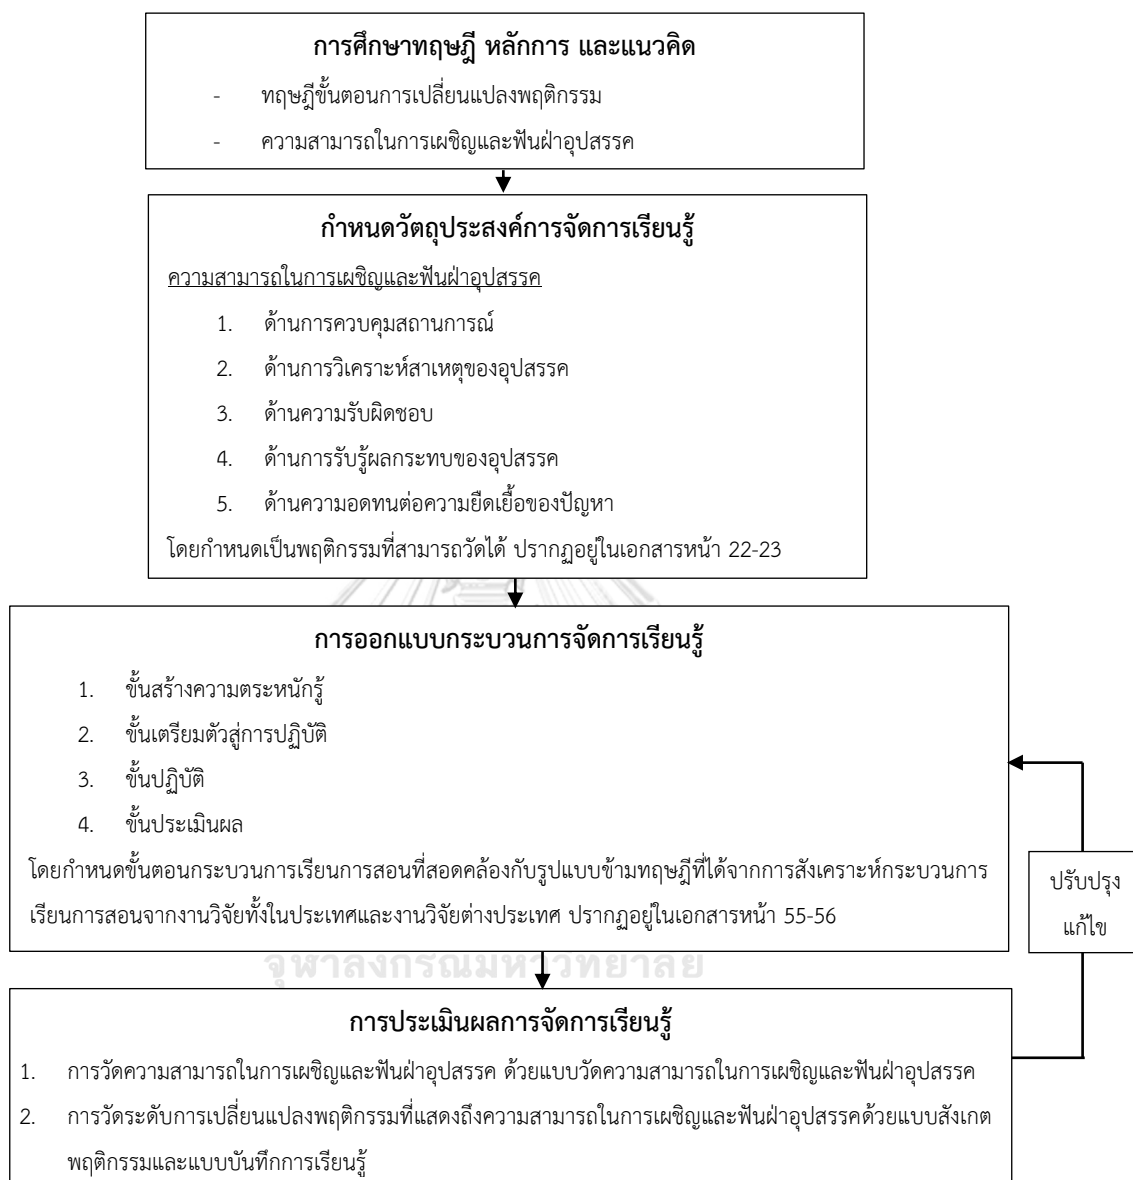 การศึกษาทฤษฎี หลักการ และแนวคิด
- ทฤษฎีขั้นตอนการเปลี่ยนแปลงพฤติกรรม
- ความสามารถในการเผชิญและฟันฝ่าอุปสรรค
กำหนดวัตถุประสงค์การจัดการเรียนรู้
ความสามารถในการเผชิญและฟันฝ่าอุปสรรค
1. ด้านการควบคุมสถานการณ์
2. ด้านการวิเคราะห์สาเหตุของอุปสรรค
3. ด้านความรับผิดชอบ
4. ด้านการรับรู้ผลกระทบของอุปสรรค
5. ด้านความอดทนต่อความยืดเยื้อของปัญหา
โดยกำหนดเป็นพฤติกรรมที่สามารถวัดได้ ปรากฏอยู่ในเอกสารหน้า 22-23
การออกแบบกระบวนการจัดการเรียนรู้
1. ขั้นสร้างความตระหนักรู้
2. ขั้นเตรียมตัวสู่การปฏิบัติ
3. ขั้นปฏิบัติ
4. ขั้นประเมินผล
โดยกำหนดขั้นตอนกระบวนการเรียนการสอนที่สอดคล้องกับรูปแบบข้ามทฤษฎีที่ได้จากการสังเคราะห์กระบวนการ
เรียนการสอนจากงานวิจัยทั้งในประเทศและงานวิจัยต่างประเทศ ปรากฏอยู่ในเอกสารหน้า 55-56
ปรับปรุง
แก้ไข
จุฬาลงกรณ์มหาวิทยาลัย
การประเมินผลการจัดการเรียนรู้
1. การวัดความสามารถในการเผชิญและฟันฝ่าอุปสรรค ด้วยแบบวัดความสามารถในการเผชิญและฟันฝ่าอุปสรรค
2. การวัดระดับการเปลี่ยนแปลงพฤติกรรมที่แสดงถึงความสามารถในการเผชิญและฟันฝ่าอุปสรรคด้วยแบบสังเกต
พฤติกรรมและแบบบันทึกการเรียนรู้